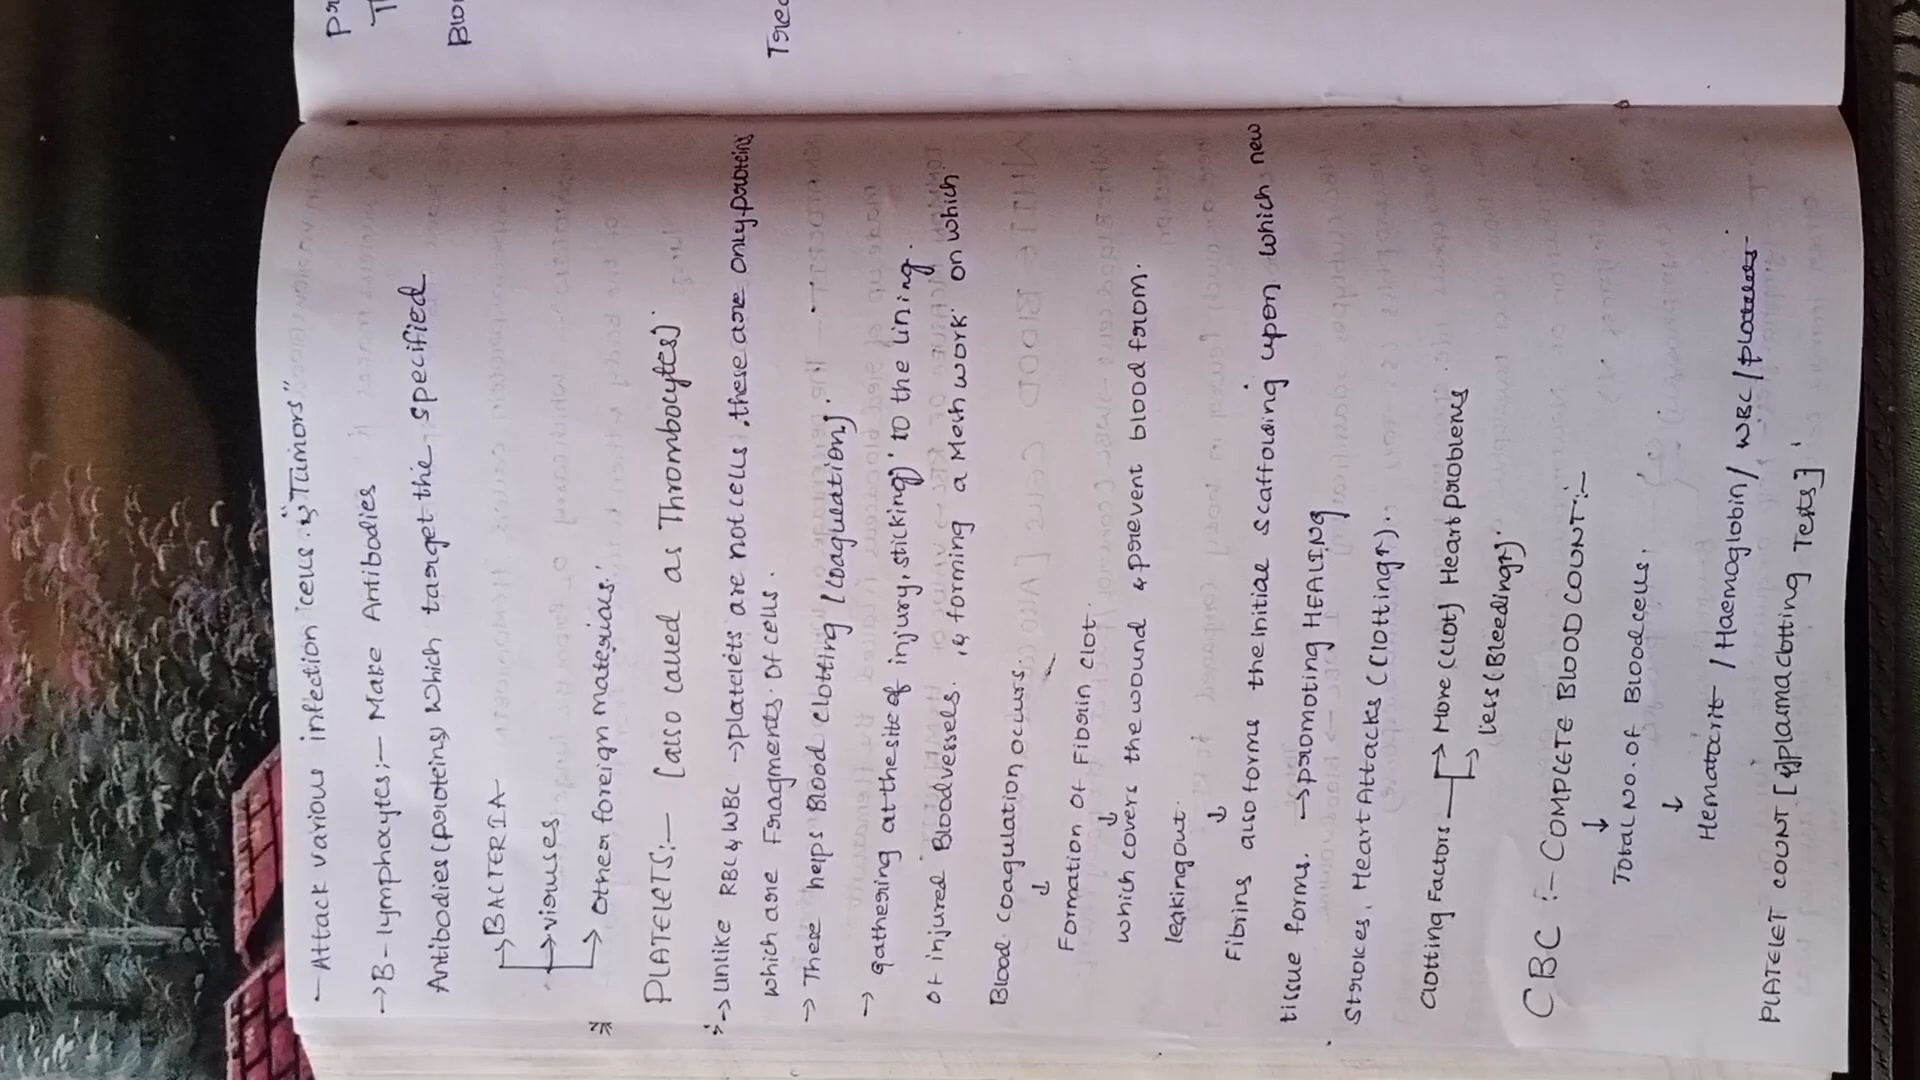 - Attack various infection cells. & "Tumors"
→ B - lymphocytes :- Make Antibodies
Antibodies (proteins) which target the specified
→ BACTERIA
→ viruses
→ other foreign materials.
PLATELETS :- (also called as Thrombocytes).
→ unlike RBC & WBC → platelets are not cells, these are only proteins
which are Fragments. Of cells.
→ These helps Blood clotting (coaqulation).
→ gathering at the site of injury, sticking to the lining
of injured Blood vessels. & forming a Mesh work on which
Blood. Coagulation occurs.
↓
Formation Of Fibrin clot.
↓
which covers the wound & prevent blood from.
leaking out.
↓
Fibrins also forms the initial scaffolding upon which new
tissue forms. → promoting HEALING
strokes, Heart Attacks (Clotting↑).
Clotting Factors → More (clot) Heart problems
→ less (Bleeding↑).
CBC :- COMPLETE BLOOD COUNT :-
↓
Total No. of Blood cells.
↓
Hematocrit / Haemoglobin / WBC / platelets
PLATELET COUNT [plasma clotting Tests]
Pr
T
Blo
Trea